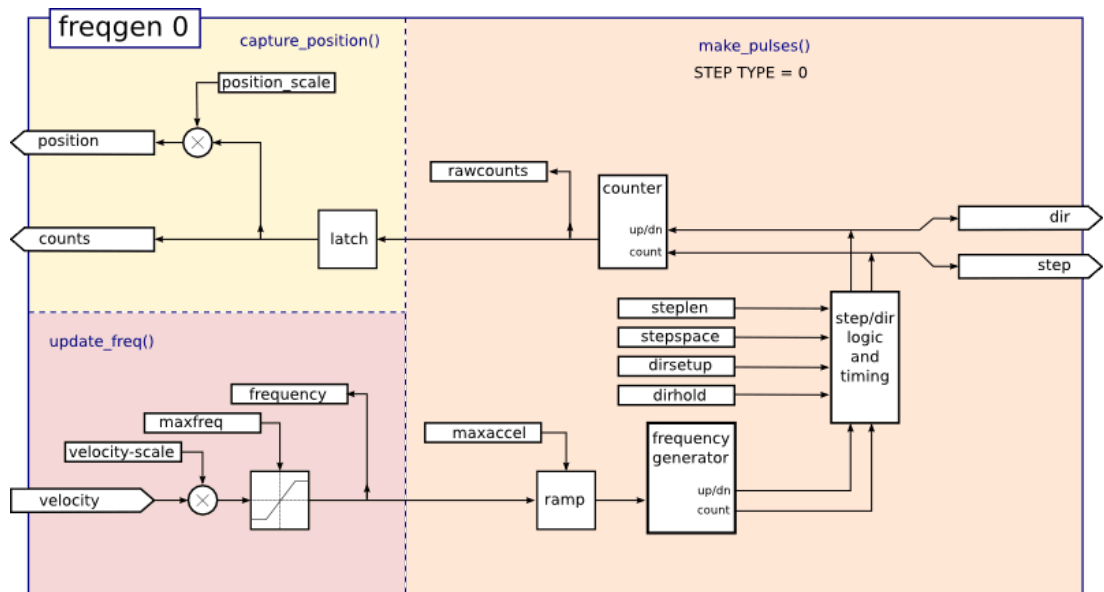 freqgen 0
capture_position()
make_pulses()
STEP TYPE = 0
position_scale
position
rawcounts
counter
up/dn
count
dir
counts
latch
step
steplen
stepspace
dirsetup
dirhold
step/dir
logic
and
timing
update_freq()
frequency
maxfreq
velocity-scale
velocity
maxaccel
ramp
frequency
generator
up/dn
count